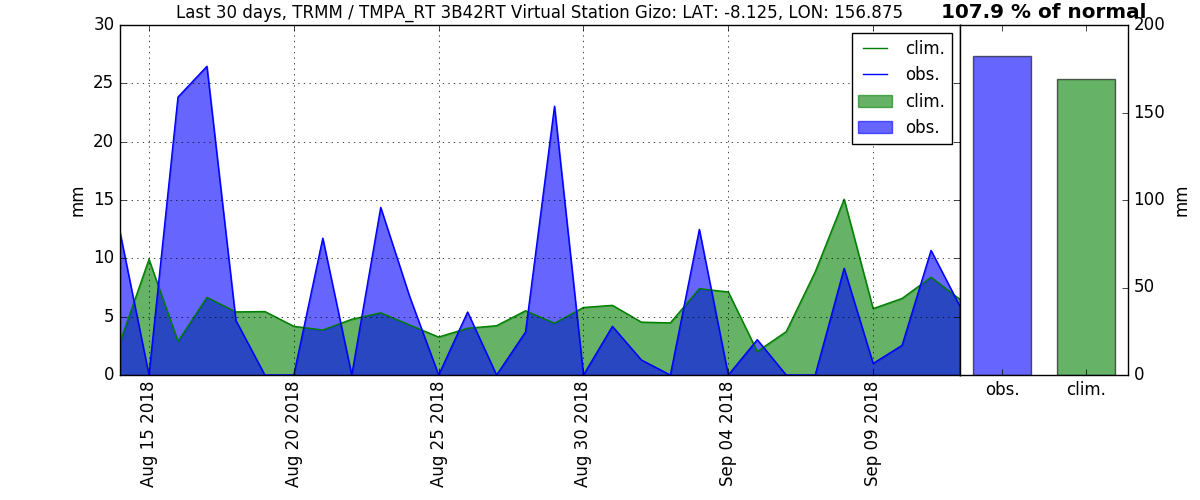 Last 30 days, TRMM / TMPA_RT 3B42RT Virtual Station Gizo: LAT: -8.125, LON: 156.875
107.9 % of normal
30
25
20
15
10
5
0
mm
clim.
obs.
clim.
obs.
200
150
100
50
0
mm
obs.
clim.
Aug 15 2018
Aug 20 2018
Aug 25 2018
Aug 30 2018
Sep 04 2018
Sep 09 2018